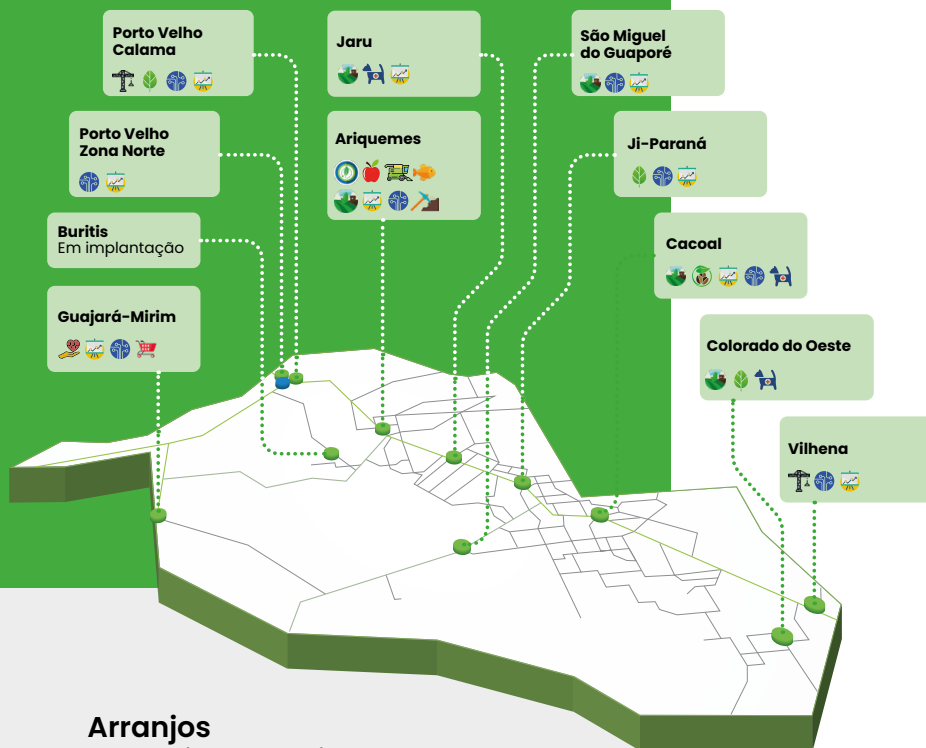 Porto Velho
Calama
Jaru
São Miguel
do Guaporé
Porto Velho
Zona Norte
Ariquemes
Ji-Paraná
Buritis
Em implantação
Cacoal
Guajará-Mirim
Colorado do Oeste
Vilhena
Arranjos